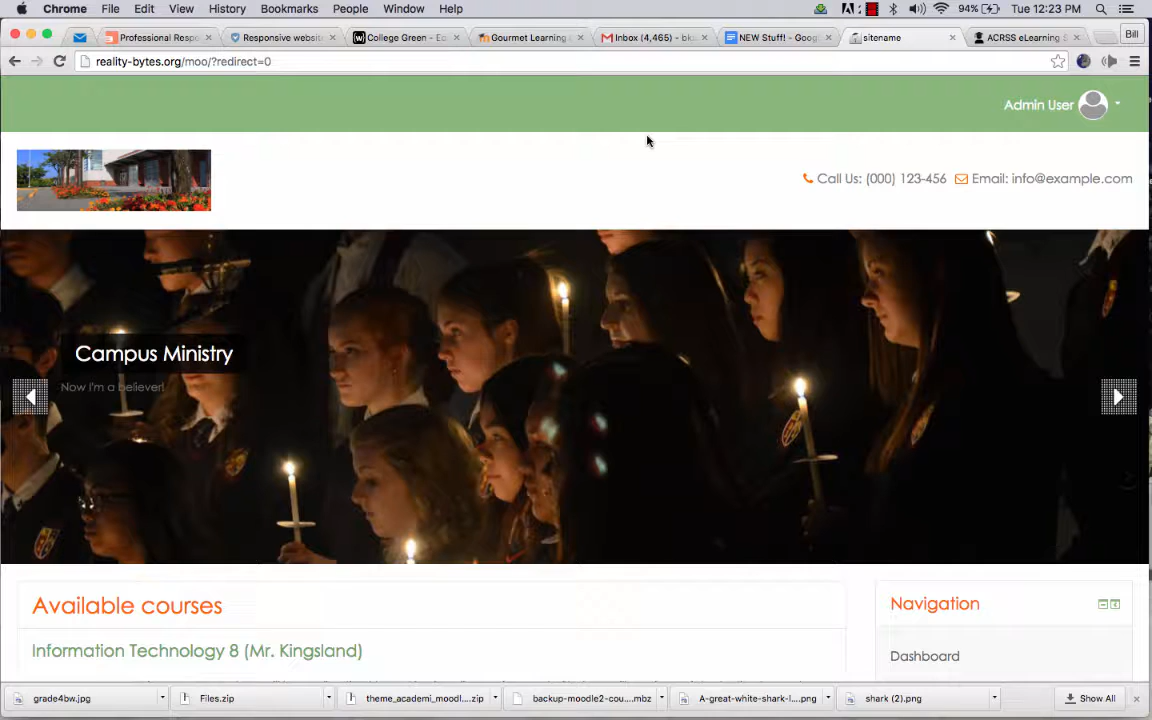 Chrome File Edit View History Bookmarks People Window Help 94% Tue 12:23 PM
Professional Respo Responsive websit College Green - Ec Gourmet Learning Inbox (4,465) - bk NEW Stuff! - Goog sitename ACRSS eLearning S Bill
reality-bytes.org/moo/?redirect=0
Admin User
Call Us: (000) 123-456 Email: info@example.com
Campus Ministry
Now I'm a believer!
Available courses
Navigation
Information Technology 8 (Mr. Kingsland)
Dashboard
grade4bw.jpg Files.zip theme_academi_moodl....zip backup-moodle2-cou....mbz A-great-white-shark-l....png shark (2).png Show All